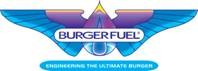 BURGERFUEL
ENGINEERING THE ULTIMATE BURGER